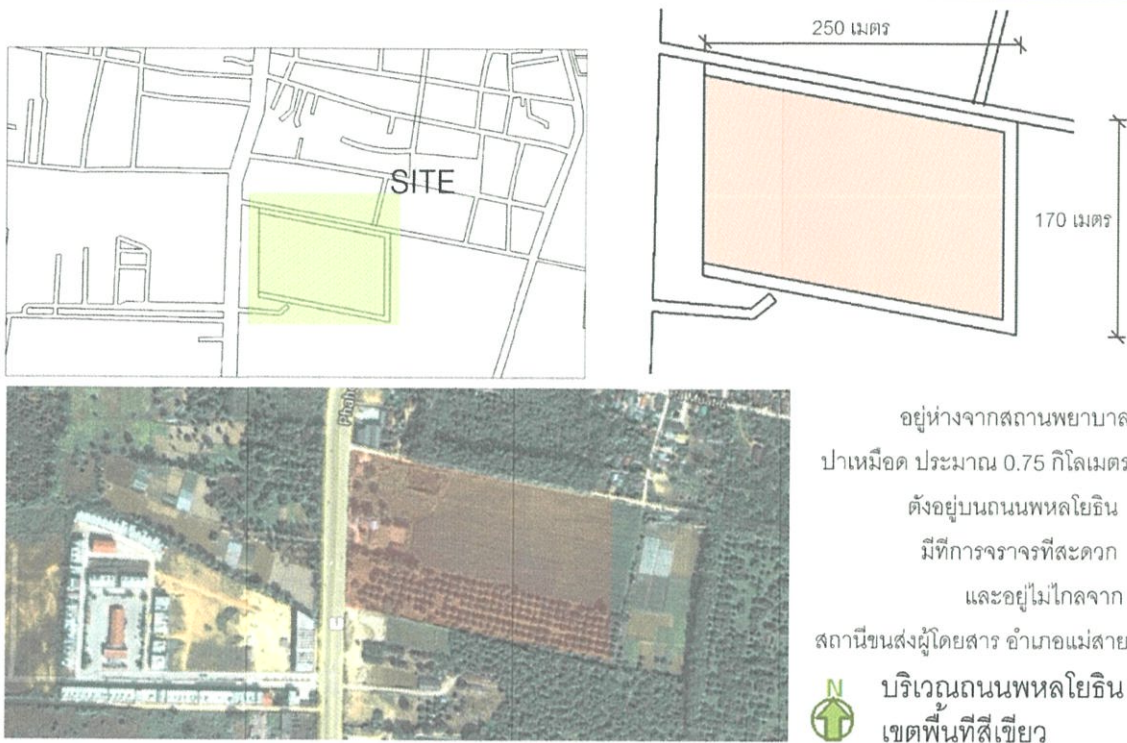 250 เมตร
SITE
170 เมตร
อยู่ห่างจากสถานพยาบาล
ป่าเหมือด ประมาณ 0.75 กิโลเมตร
ตั้งอยู่บนถนนพหลโยธิน
มีที่การจราจรที่สะดวก
และอยู่ไม่ไกลจาก
สถานีขนส่งผู้โดยสาร อำเภอแม่สาย
N
บริเวณถนนพหลโยธิน
เขตพื้นที่สีเขียว
1